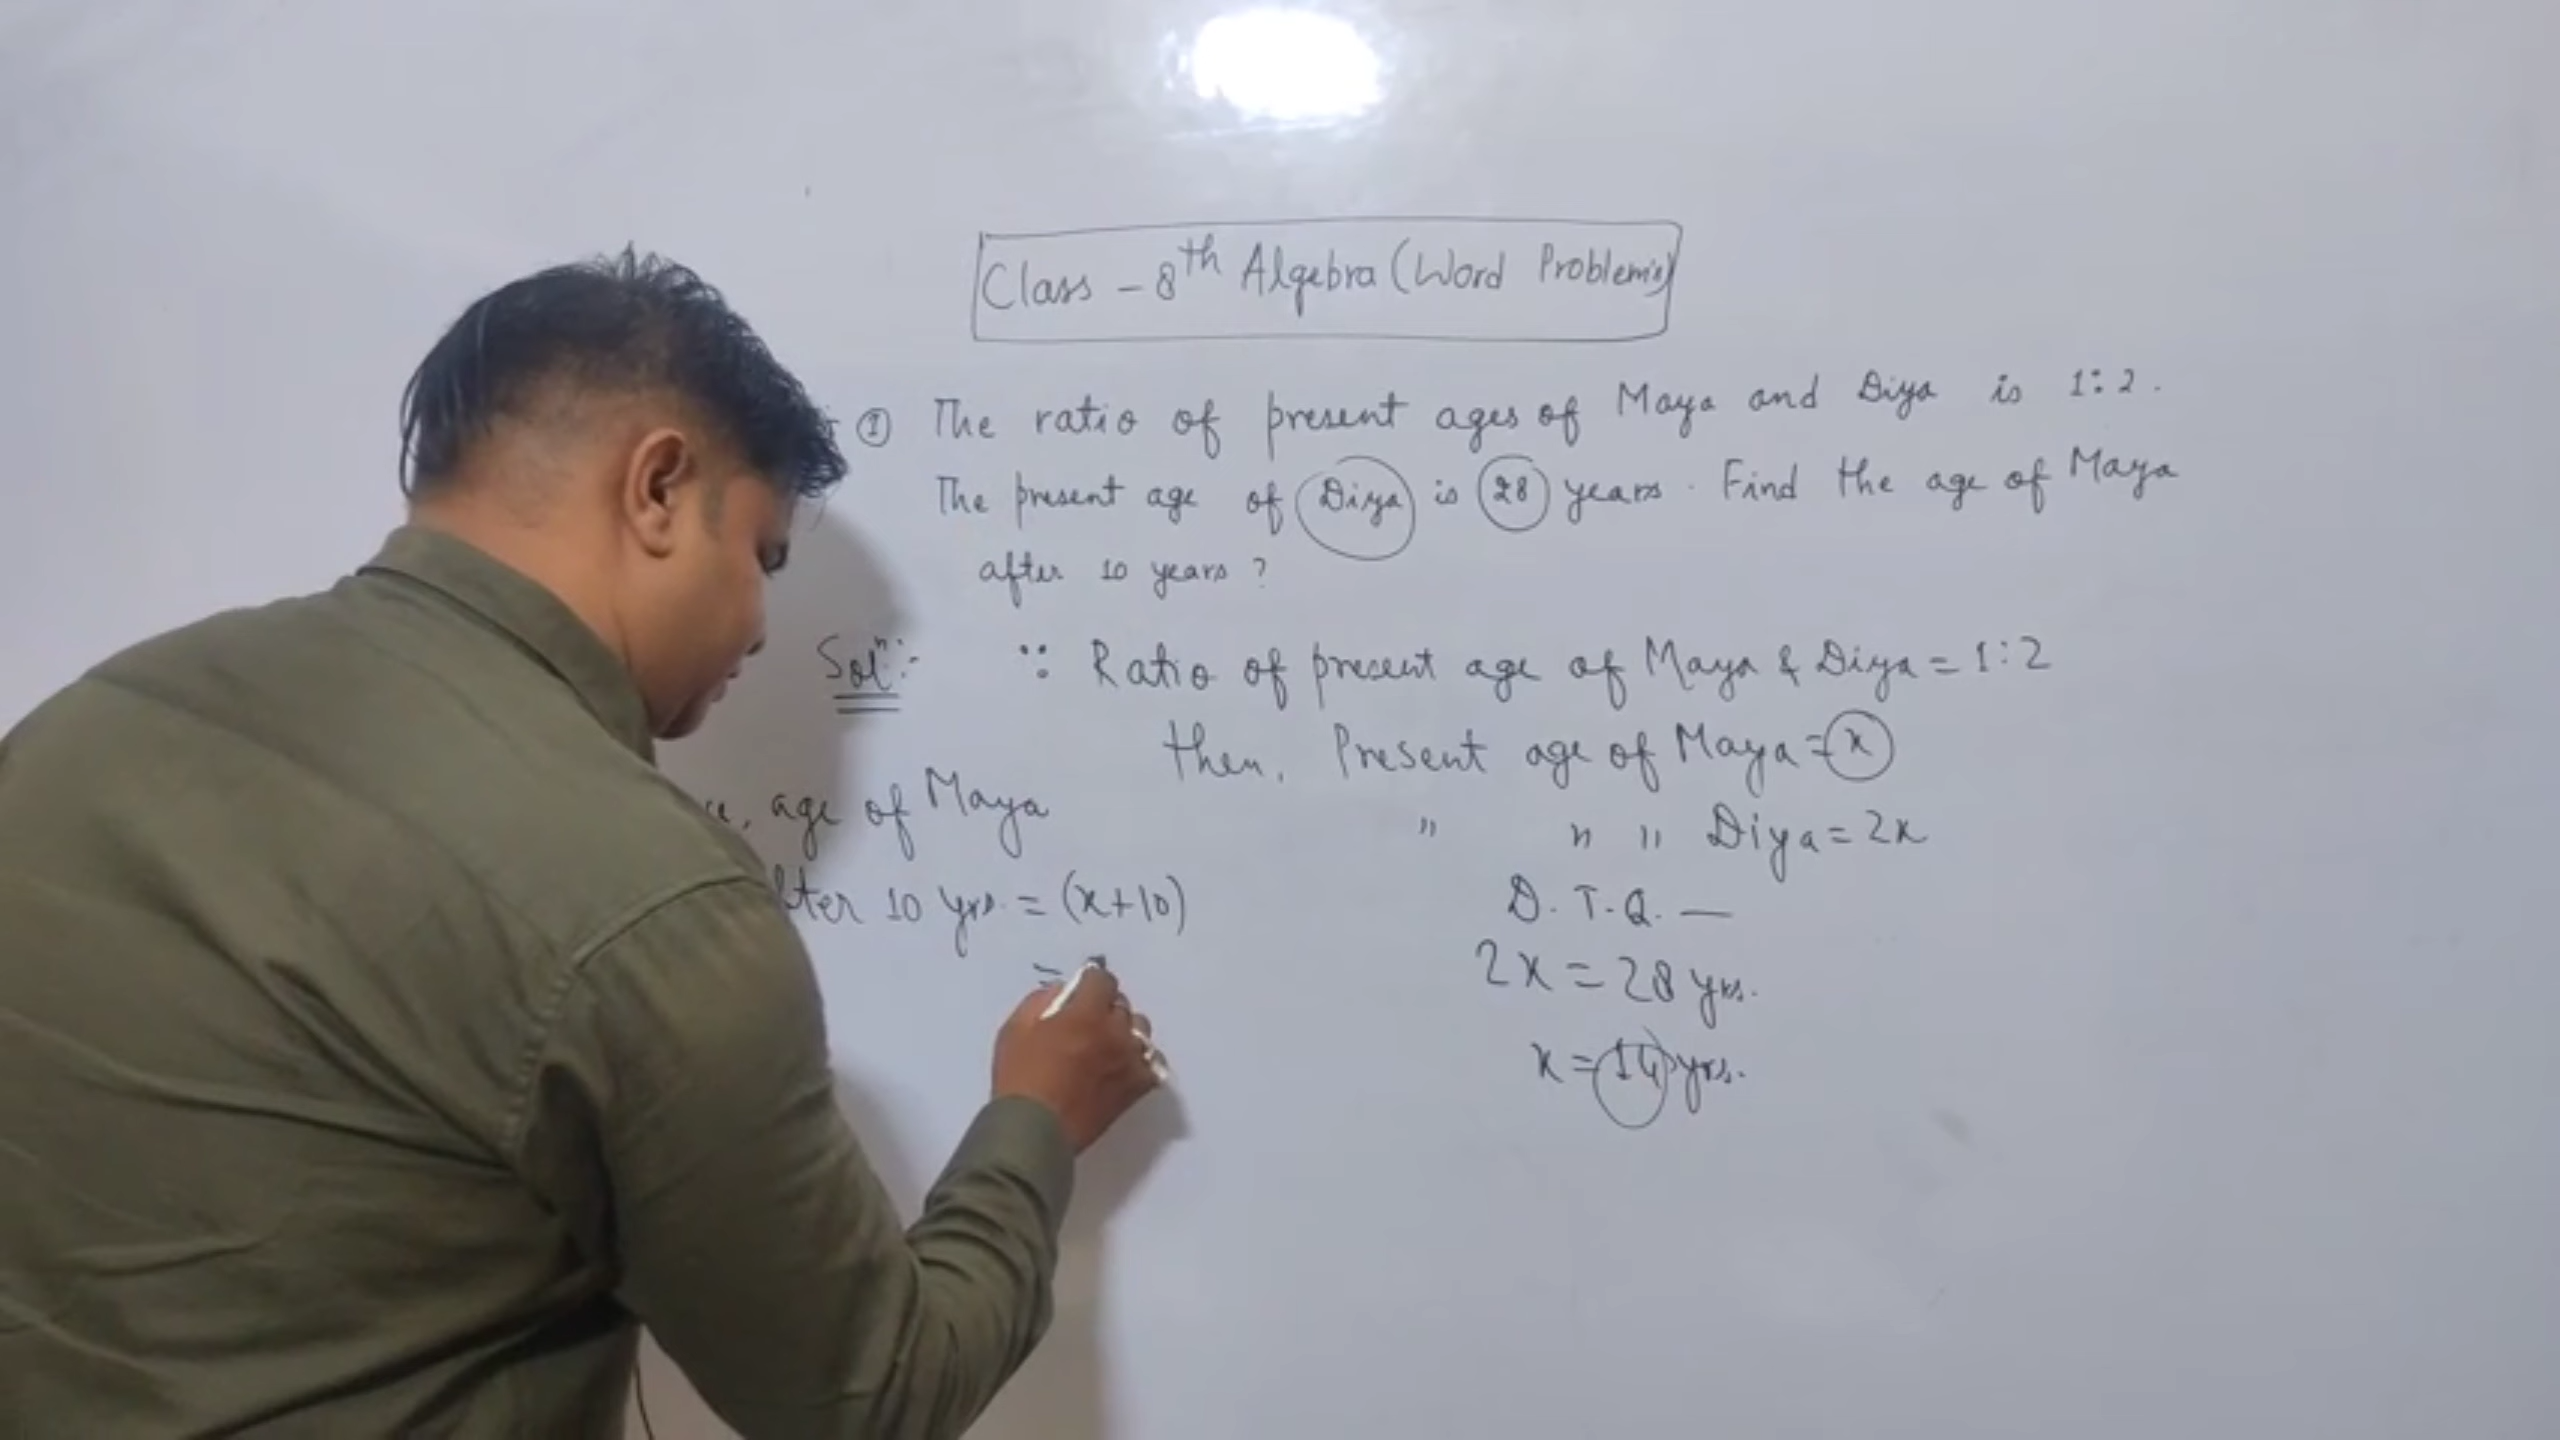 Class - 8th Algebra (Word Problems)
① The ratio of present ages of Maya and Diya is 1:2.
The present age of Diya is 28 years. Find the age of Maya
after 10 years?
Solⁿ:- ∵ Ratio of present age of Maya & Diya = 1:2
then, Present age of Maya = x
" " " Diya = 2x
D.T.Q. —
2x = 28 yrs.
x = 14 yrs.
age of Maya
10 yrs. = (x+10)
=